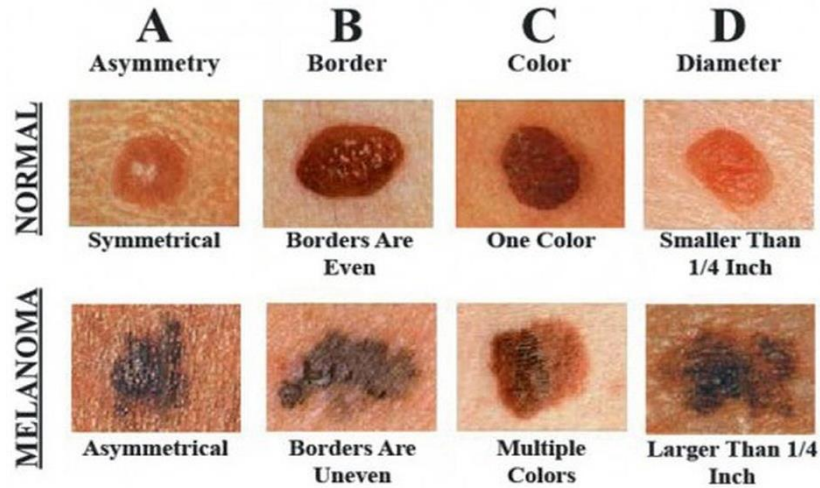 A B C D
Asymmetry Border Color Diameter
NORMAL
Symmetrical Borders Are One Color Smaller Than
Even 1/4 Inch
MELANOMA
Asymmetrical Borders Are Multiple Larger Than 1/4
Uneven Colors Inch